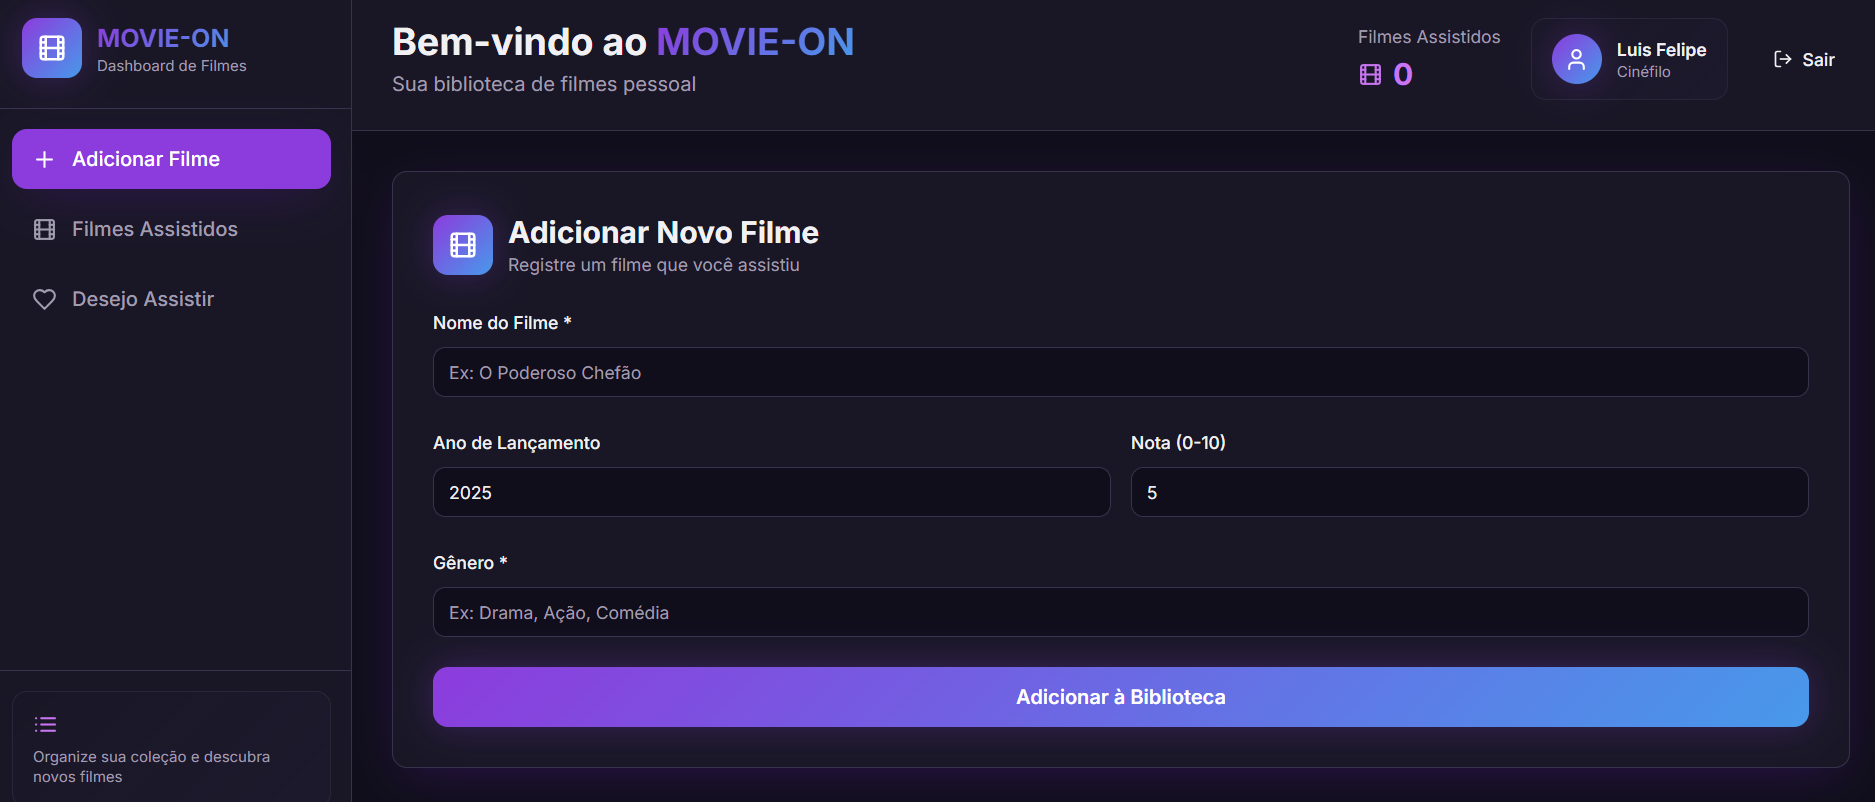 MOVIE-ON
Dashboard de Filmes
Adicionar Filme
Filmes Assistidos
Desejo Assistir
Organize sua coleção e descubra
novos filmes
Bem-vindo ao MOVIE-ON
Sua biblioteca de filmes pessoal
Filmes Assistidos
0
Luis Felipe
Cinéfilo
Sair
Adicionar Novo Filme
Registre um filme que você assistiu
Nome do Filme *
Ex: O Poderoso Chefão
Ano de Lançamento
2025
Nota (0-10)
5
Gênero *
Ex: Drama, Ação, Comédia
Adicionar à Biblioteca